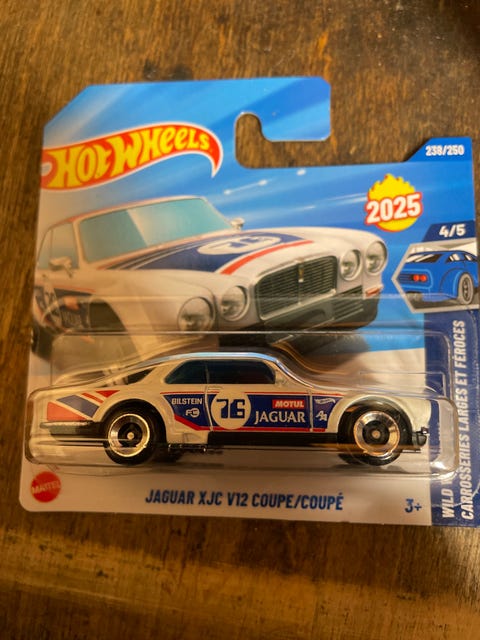 HOT WHEELS
238/250
2025
4/5
76
BILSTEIN
76
MOTUL
JAGUAR
MATTEL
JAGUAR XJC V12 COUPE/COUPÉ
3+
WILD
CARROSSERIES LARGES ET FÉROCES